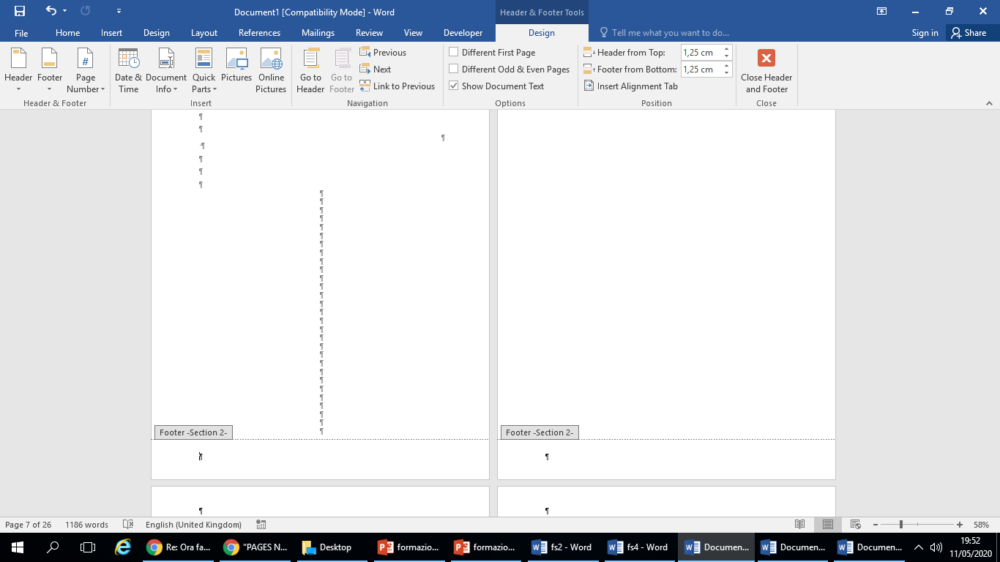 Document1 [Compatibility Mode] - Word
Header & Footer Tools
File Home Insert Design Layout References Mailings Review View Developer Design Tell me what you want to do... Sign in Share
Header Footer Page Number
Header & Footer
Date & Time Document Info Quick Parts Pictures Online Pictures
Insert
Go to Header Go to Footer
Previous
Next
Link to Previous
Navigation
Different First Page
Different Odd & Even Pages
Show Document Text
Options
Header from Top: 1,25 cm
Footer from Bottom: 1,25 cm
Insert Alignment Tab
Position
Close Header and Footer
Close
Footer -Section 2-
Footer -Section 2-
Page 7 of 26 1186 words English (United Kingdom) 58%
Re: Ora fa... "PAGES N... Desktop formazio... formazio... fs2 - Word fs4 - Word Documen... Documen... Documen...
19:52
11/05/2020